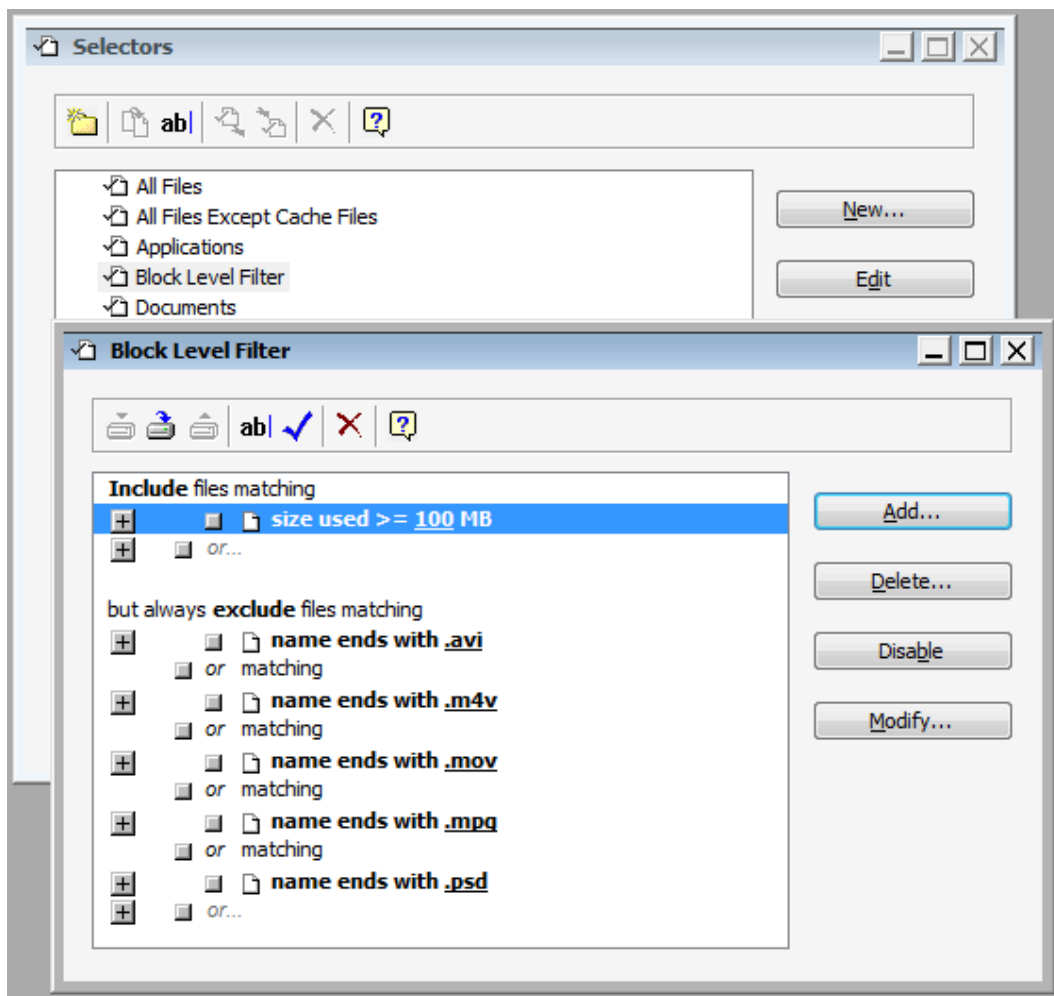 Selectors
ab|
All Files
All Files Except Cache Files
Applications
Block Level Filter
Documents
New...
Edit
Block Level Filter
ab|
Include files matching
size used >= 100 MB
or...
but always exclude files matching
name ends with .avi
or matching
name ends with .m4v
or matching
name ends with .mov
or matching
name ends with .mpg
or matching
name ends with .psd
or...
Add...
Delete...
Disable
Modify...